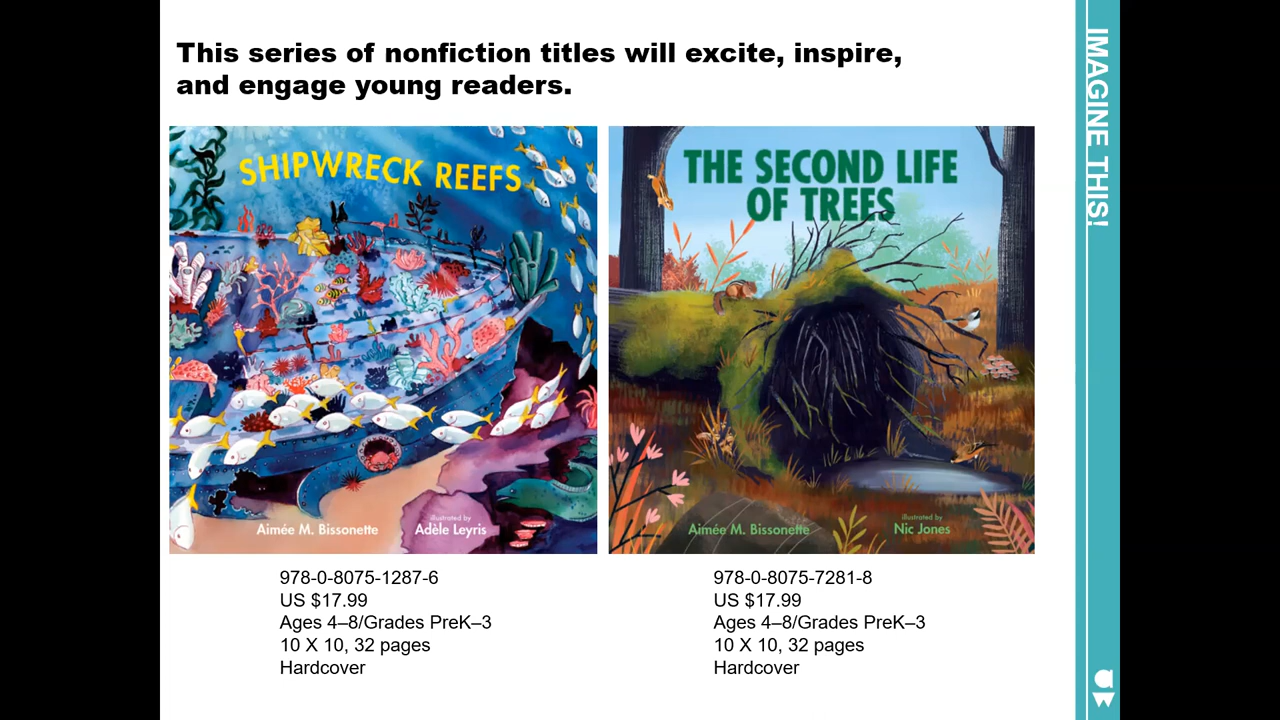 This series of nonfiction titles will excite, inspire,
and engage young readers.
SHIPWRECK REEFS
Aimée M. Bissonette
illustrated by
Adèle Leyris
978-0-8075-1287-6
US $17.99
Ages 4–8/Grades PreK–3
10 X 10, 32 pages
Hardcover
THE SECOND LIFE
OF TREES
Aimée M. Bissonette
illustrated by
Nic Jones
978-0-8075-7281-8
US $17.99
Ages 4–8/Grades PreK–3
10 X 10, 32 pages
Hardcover
IMAGINE THIS!
aw